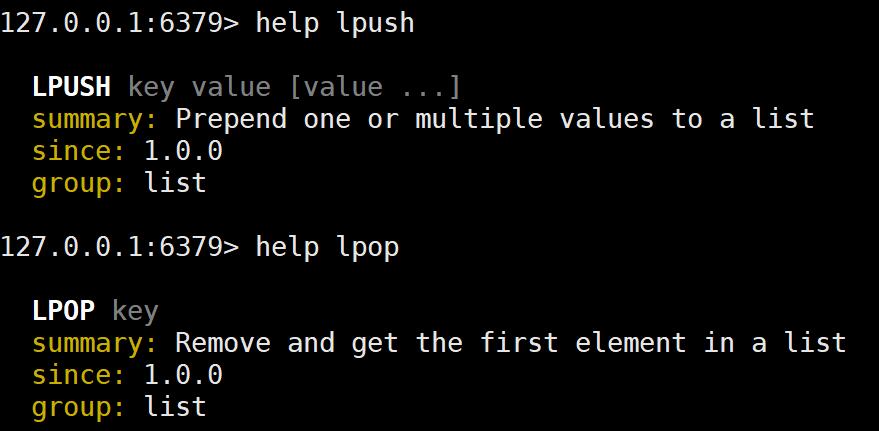 127.0.0.1:6379> help lpush
LPUSH key value [value ...]
summary: Prepend one or multiple values to a list
since: 1.0.0
group: list
127.0.0.1:6379> help lpop
LPOP key
summary: Remove and get the first element in a list
since: 1.0.0
group: list